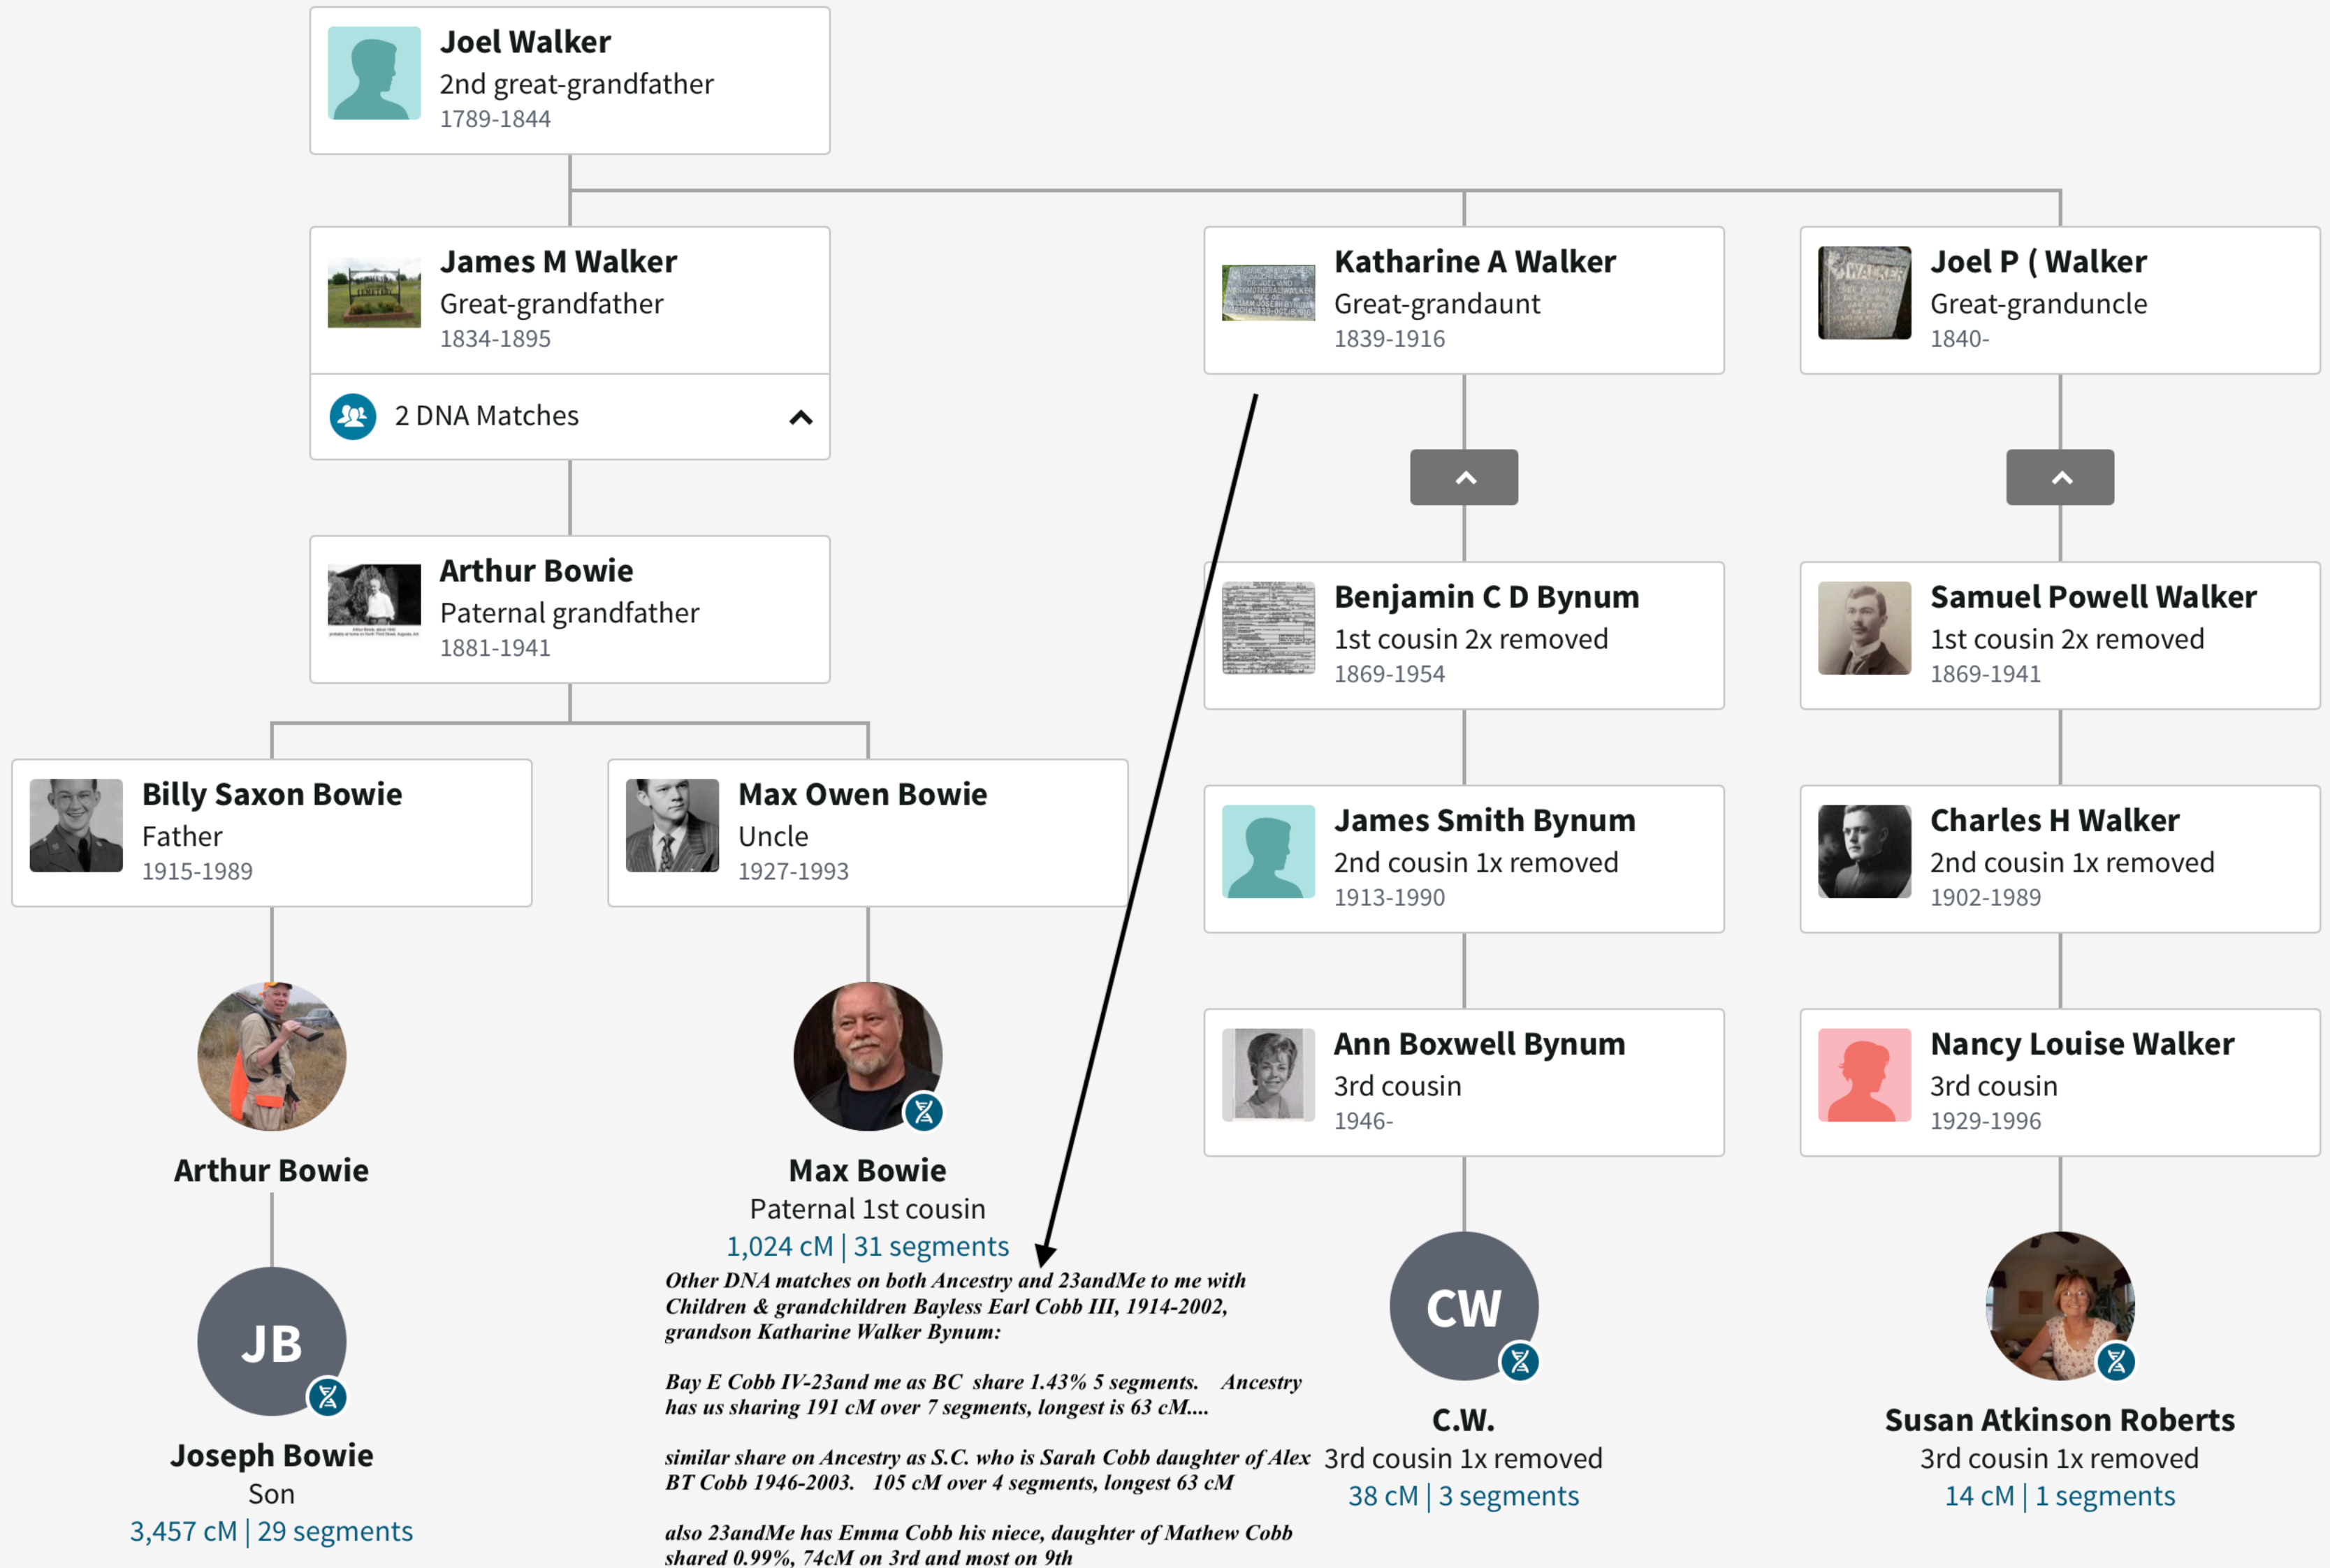 Joel Walker
2nd great-grandfather
1789-1844
James M Walker
Great-grandfather
1834-1895
2 DNA Matches
Katharine A Walker
Great-grandaunt
1839-1916
Joel P ( Walker
Great-granduncle
1840-
Arthur Bowie
Paternal grandfather
1881-1941
Benjamin C D Bynum
1st cousin 2x removed
1869-1954
Samuel Powell Walker
1st cousin 2x removed
1869-1941
Billy Saxon Bowie
Father
1915-1989
Max Owen Bowie
Uncle
1927-1993
James Smith Bynum
2nd cousin 1x removed
1913-1990
Charles H Walker
2nd cousin 1x removed
1902-1989
Ann Boxwell Bynum
3rd cousin
1946-
Nancy Louise Walker
3rd cousin
1929-1996
Arthur Bowie
Max Bowie
Paternal 1st cousin
1,024 cM | 31 segments
JB
Joseph Bowie
Son
3,457 cM | 29 segments
Other DNA matches on both Ancestry and 23andMe to me with
Children & grandchildren Bayless Earl Cobb III, 1914-2002,
grandson Katharine Walker Bynum:
Bay E Cobb IV-23and me as BC share 1.43% 5 segments. Ancestry
has us sharing 191 cM over 7 segments, longest is 63 cM....
similar share on Ancestry as S.C. who is Sarah Cobb daughter of Alex
BT Cobb 1946-2003. 105 cM over 4 segments, longest 63 cM
also 23andMe has Emma Cobb his niece, daughter of Mathew Cobb
shared 0.99%, 74cM on 3rd and most on 9th
CW
C.W.
3rd cousin 1x removed
38 cM | 3 segments
Susan Atkinson Roberts
3rd cousin 1x removed
14 cM | 1 segments